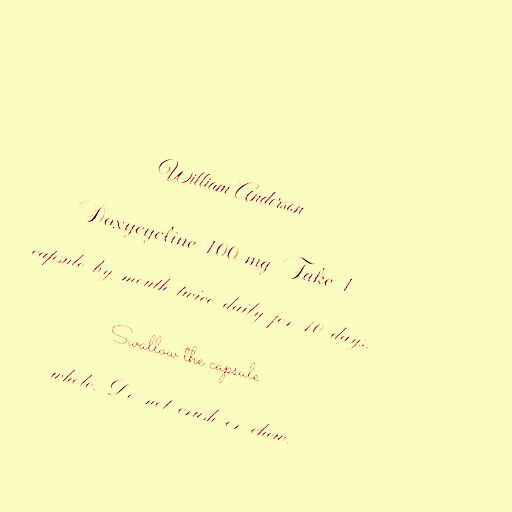 William Anderson
Doxycycline 100 mg Take 1
capsule by mouth twice daily for 10 days.
Swallow the capsule
whole. Do not crush or chew.